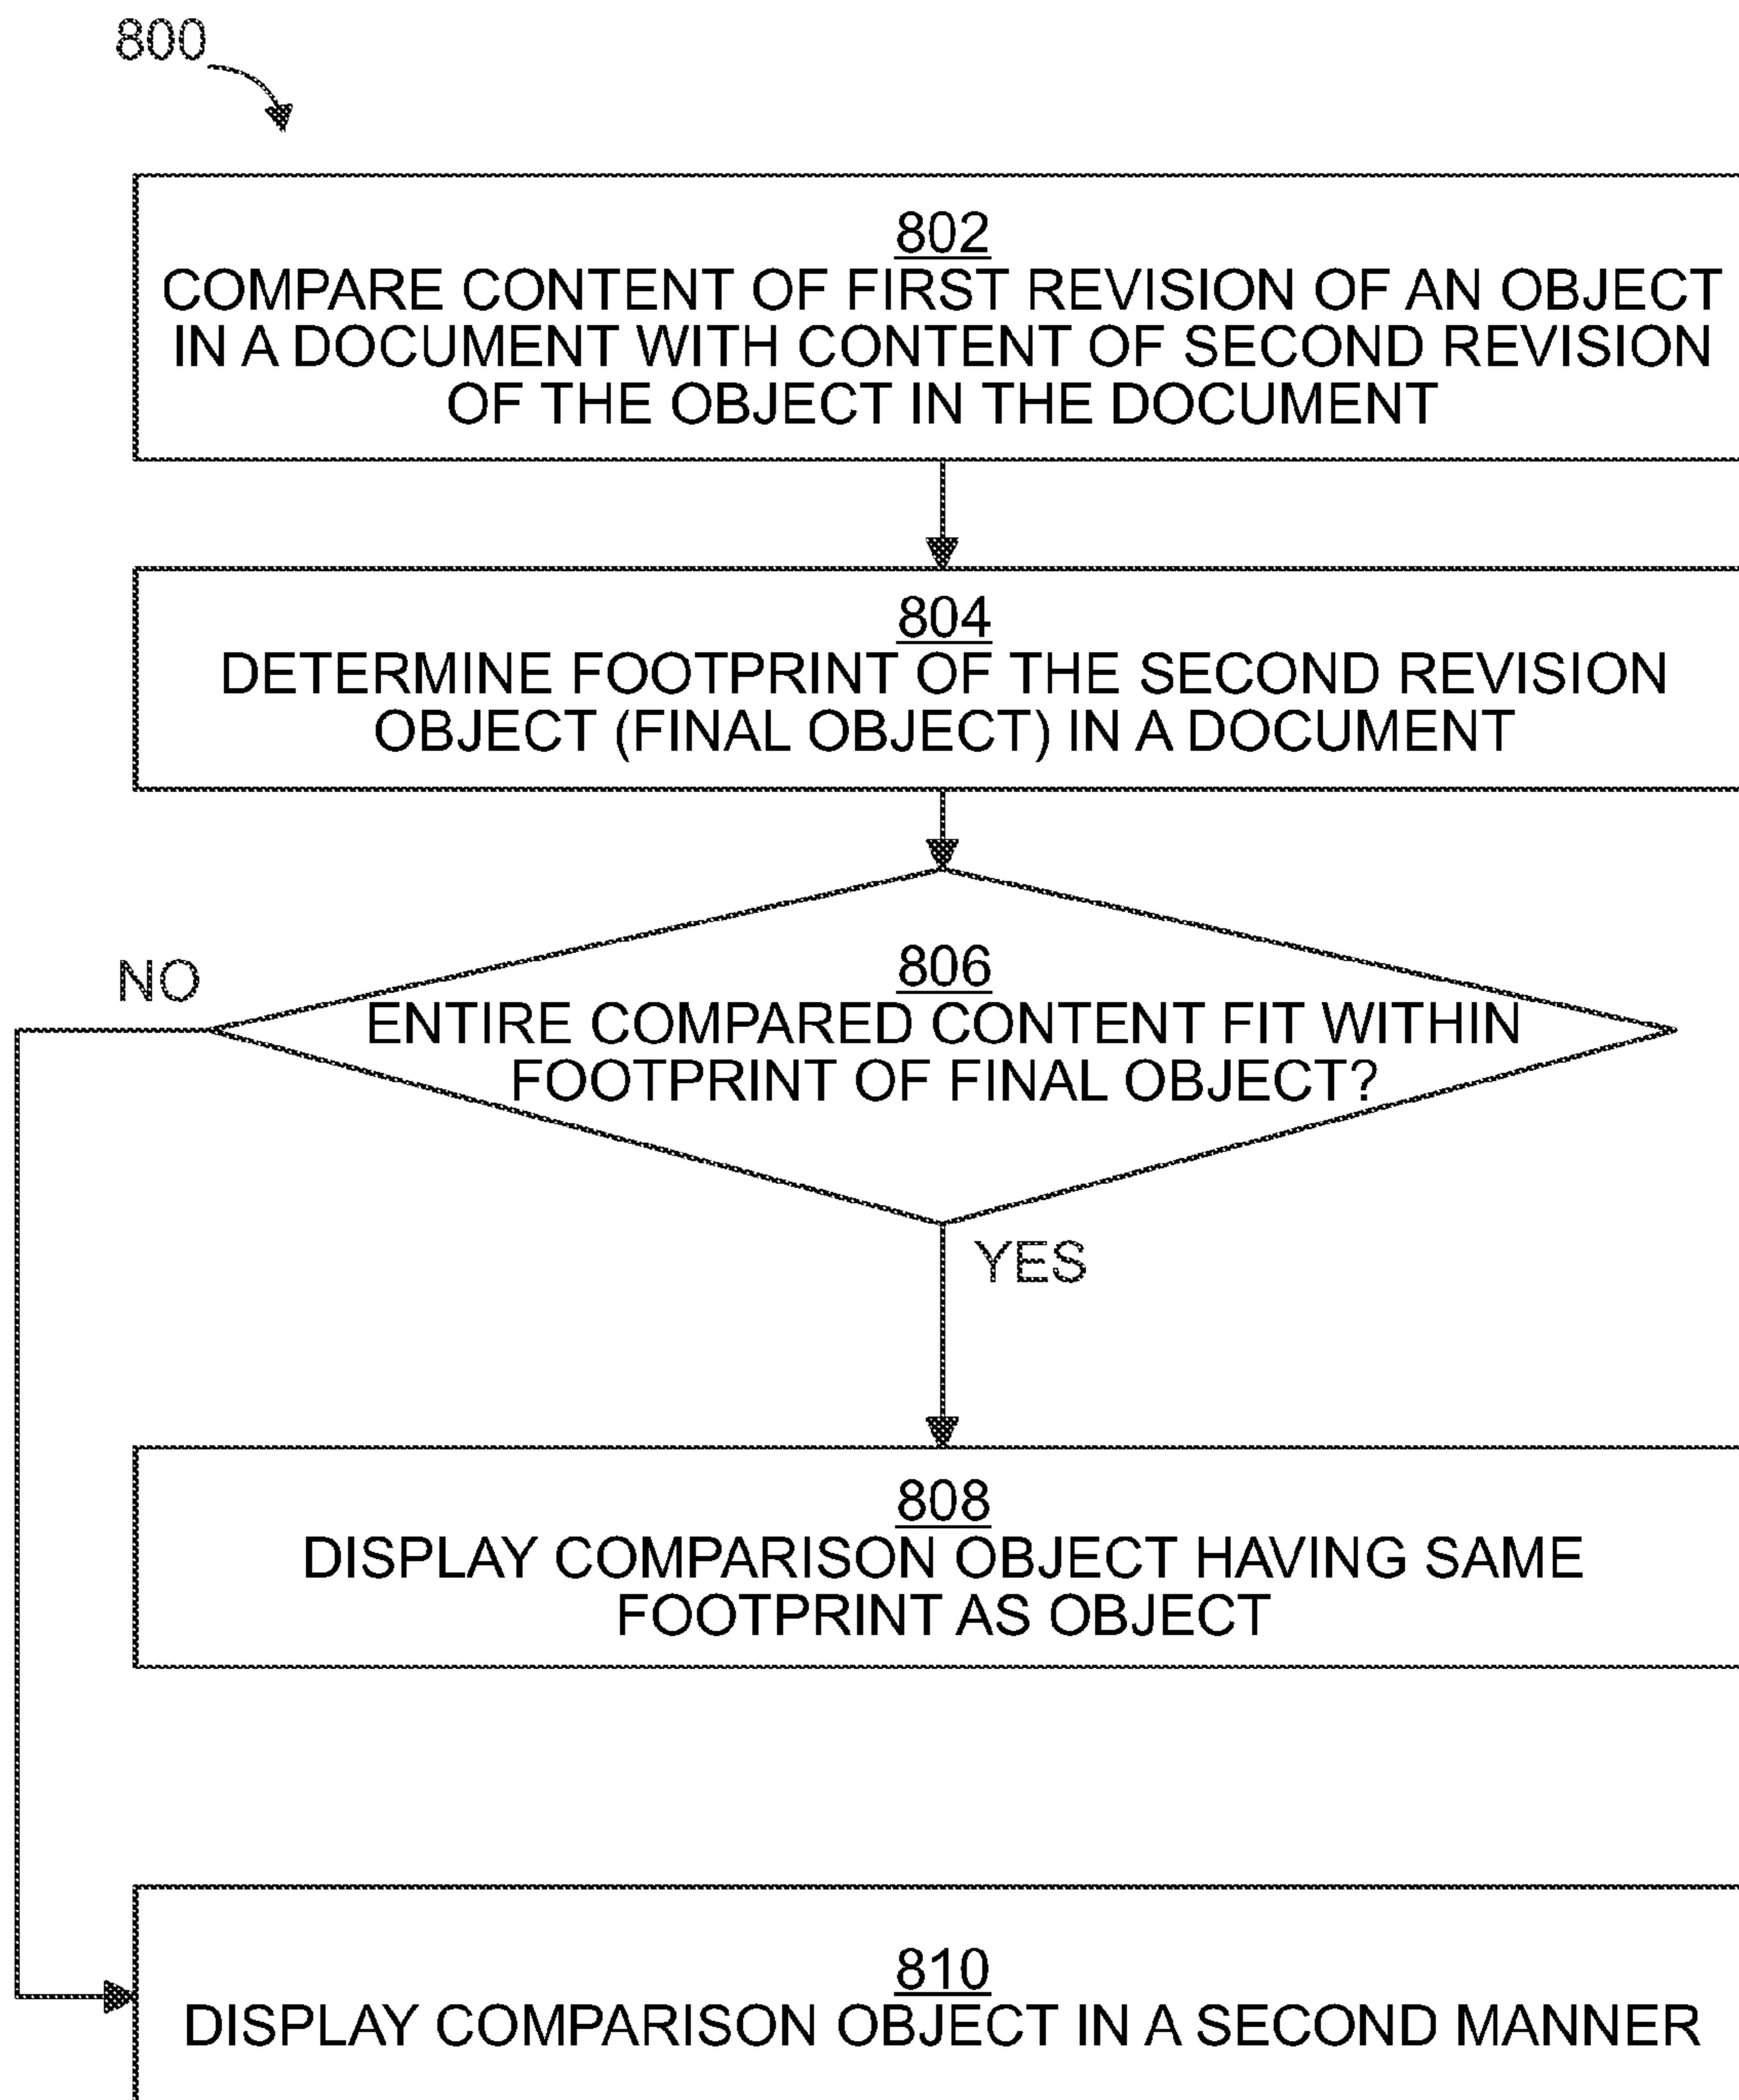 800
802
COMPARE CONTENT OF FIRST REVISION OF AN OBJECT
IN A DOCUMENT WITH CONTENT OF SECOND REVISION
OF THE OBJECT IN THE DOCUMENT
804
DETERMINE FOOTPRINT OF THE SECOND REVISION
OBJECT (FINAL OBJECT) IN A DOCUMENT
NO
806
ENTIRE COMPARED CONTENT FIT WITHIN
FOOTPRINT OF FINAL OBJECT?
YES
808
DISPLAY COMPARISON OBJECT HAVING SAME
FOOTPRINT AS OBJECT
810
DISPLAY COMPARISON OBJECT IN A SECOND MANNER